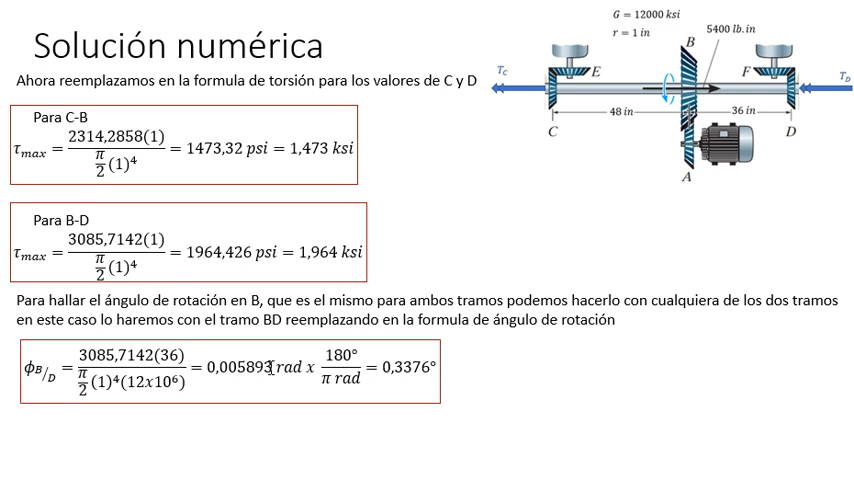 Solución numérica
Ahora reemplazamos en la formula de torsión para los valores de C y D
G = 12000 ksi
r = 1 in
5400 lb.in
B
T_C
E
F
T_D
48 in
36 in
C
D
A
Para C-B
τ_max = 2314,2858(1) / (π/2 (1)^4) = 1473,32 psi = 1,473 ksi
Para B-D
τ_max = 3085,7142(1) / (π/2 (1)^4) = 1964,426 psi = 1,964 ksi
Para hallar el ángulo de rotación en B, que es el mismo para ambos tramos podemos hacerlo con cualquiera de los dos tramos
en este caso lo haremos con el tramo BD reemplazando en la formula de ángulo de rotación
ϕ_B/D = 3085,7142(36) / (π/2 (1)^4(12x10^6)) = 0,005893 rad x 180° / π rad = 0,3376°